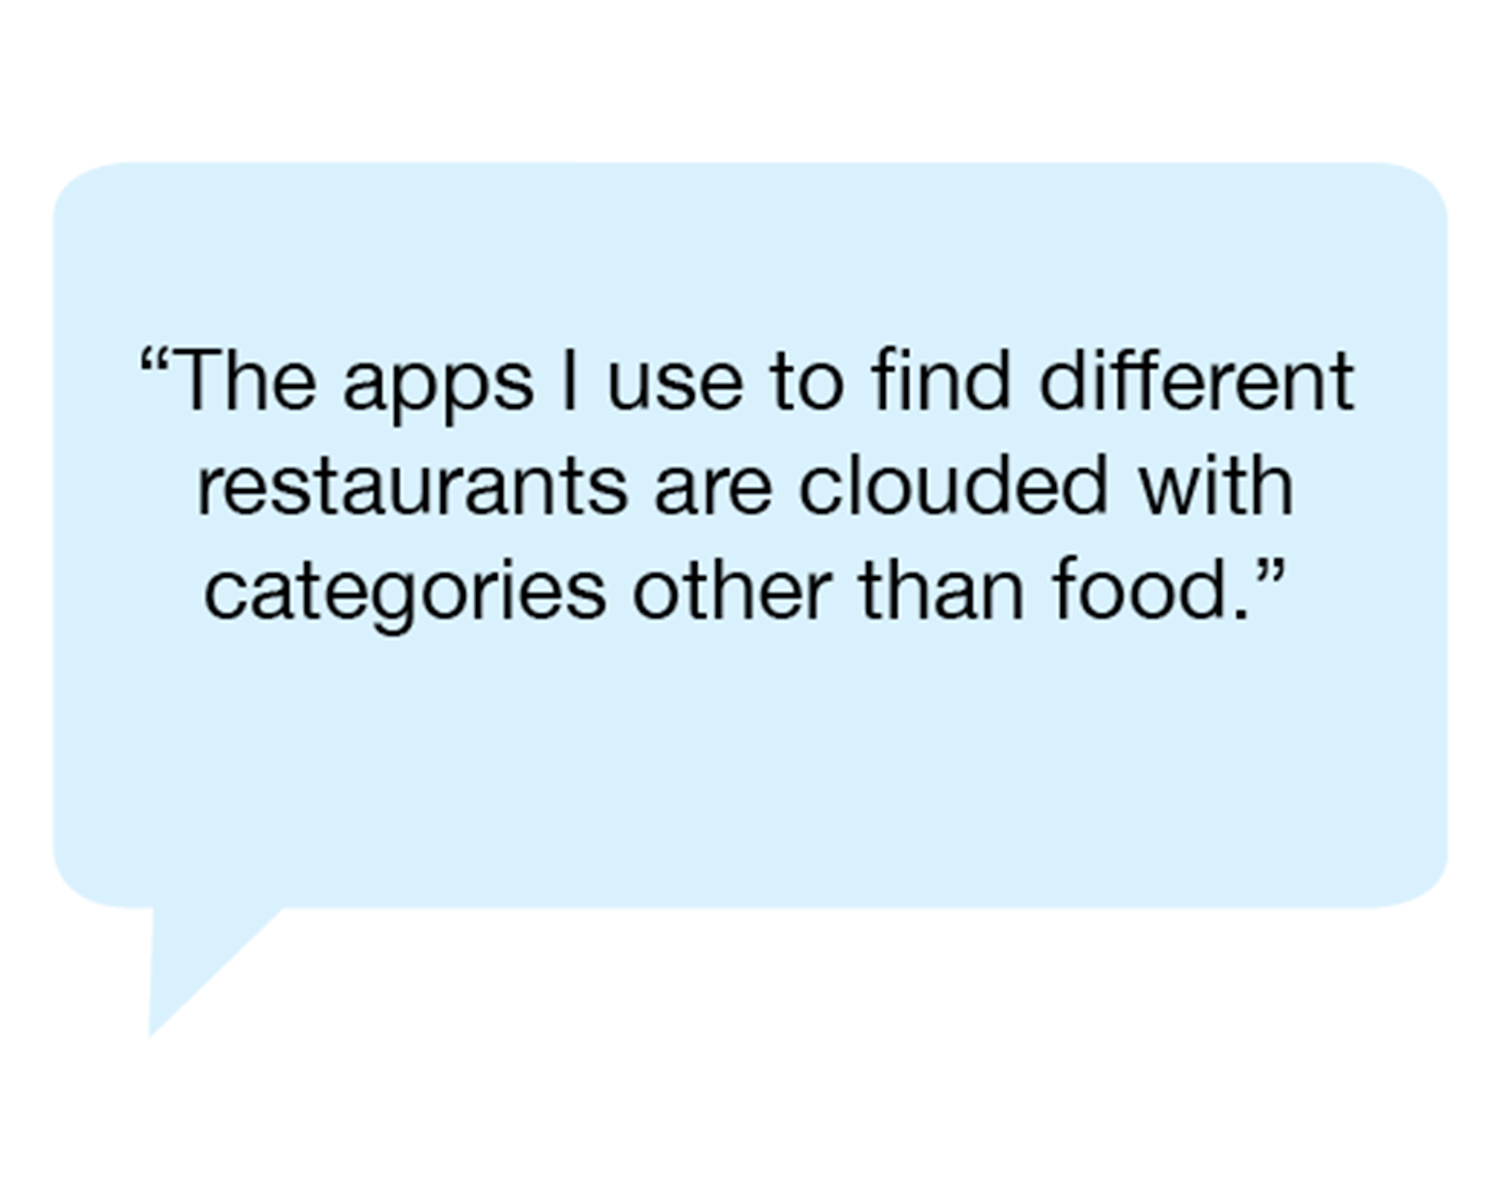 “The apps I use to find different
restaurants are clouded with
categories other than food.”